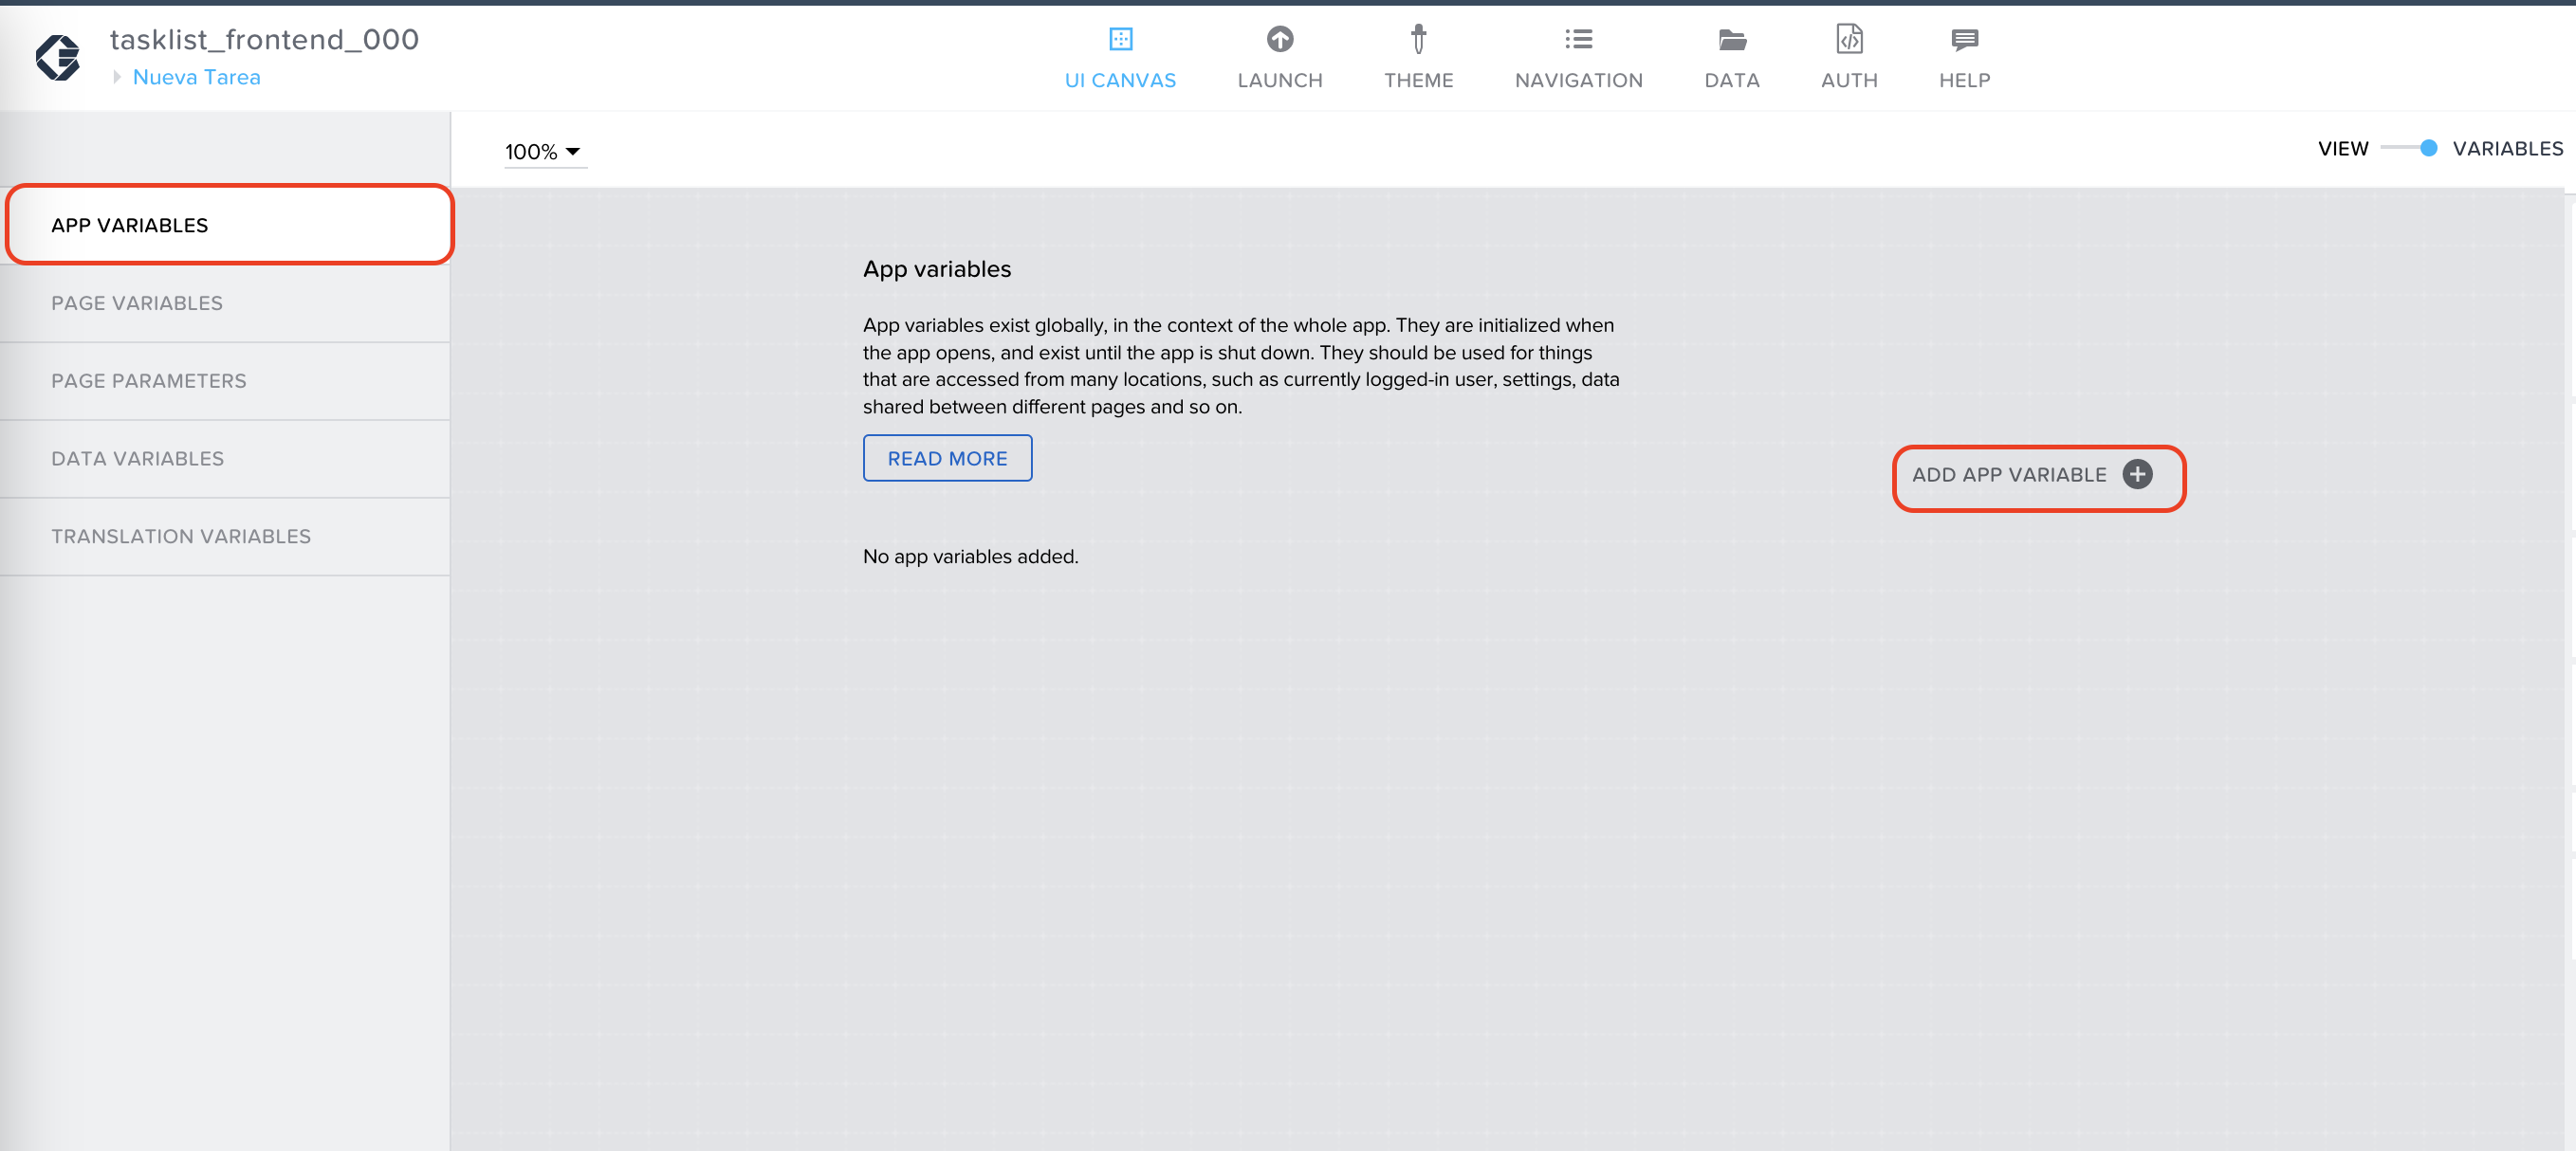 tasklist_frontend_000
Nueva Tarea
UI CANVAS
LAUNCH
THEME
NAVIGATION
DATA
AUTH
HELP
100%
VIEW
VARIABLES
APP VARIABLES
PAGE VARIABLES
PAGE PARAMETERS
DATA VARIABLES
TRANSLATION VARIABLES
App variables
App variables exist globally, in the context of the whole app. They are initialized when
the app opens, and exist until the app is shut down. They should be used for things
that are accessed from many locations, such as currently logged-in user, settings, data
shared between different pages and so on.
READ MORE
ADD APP VARIABLE
No app variables added.